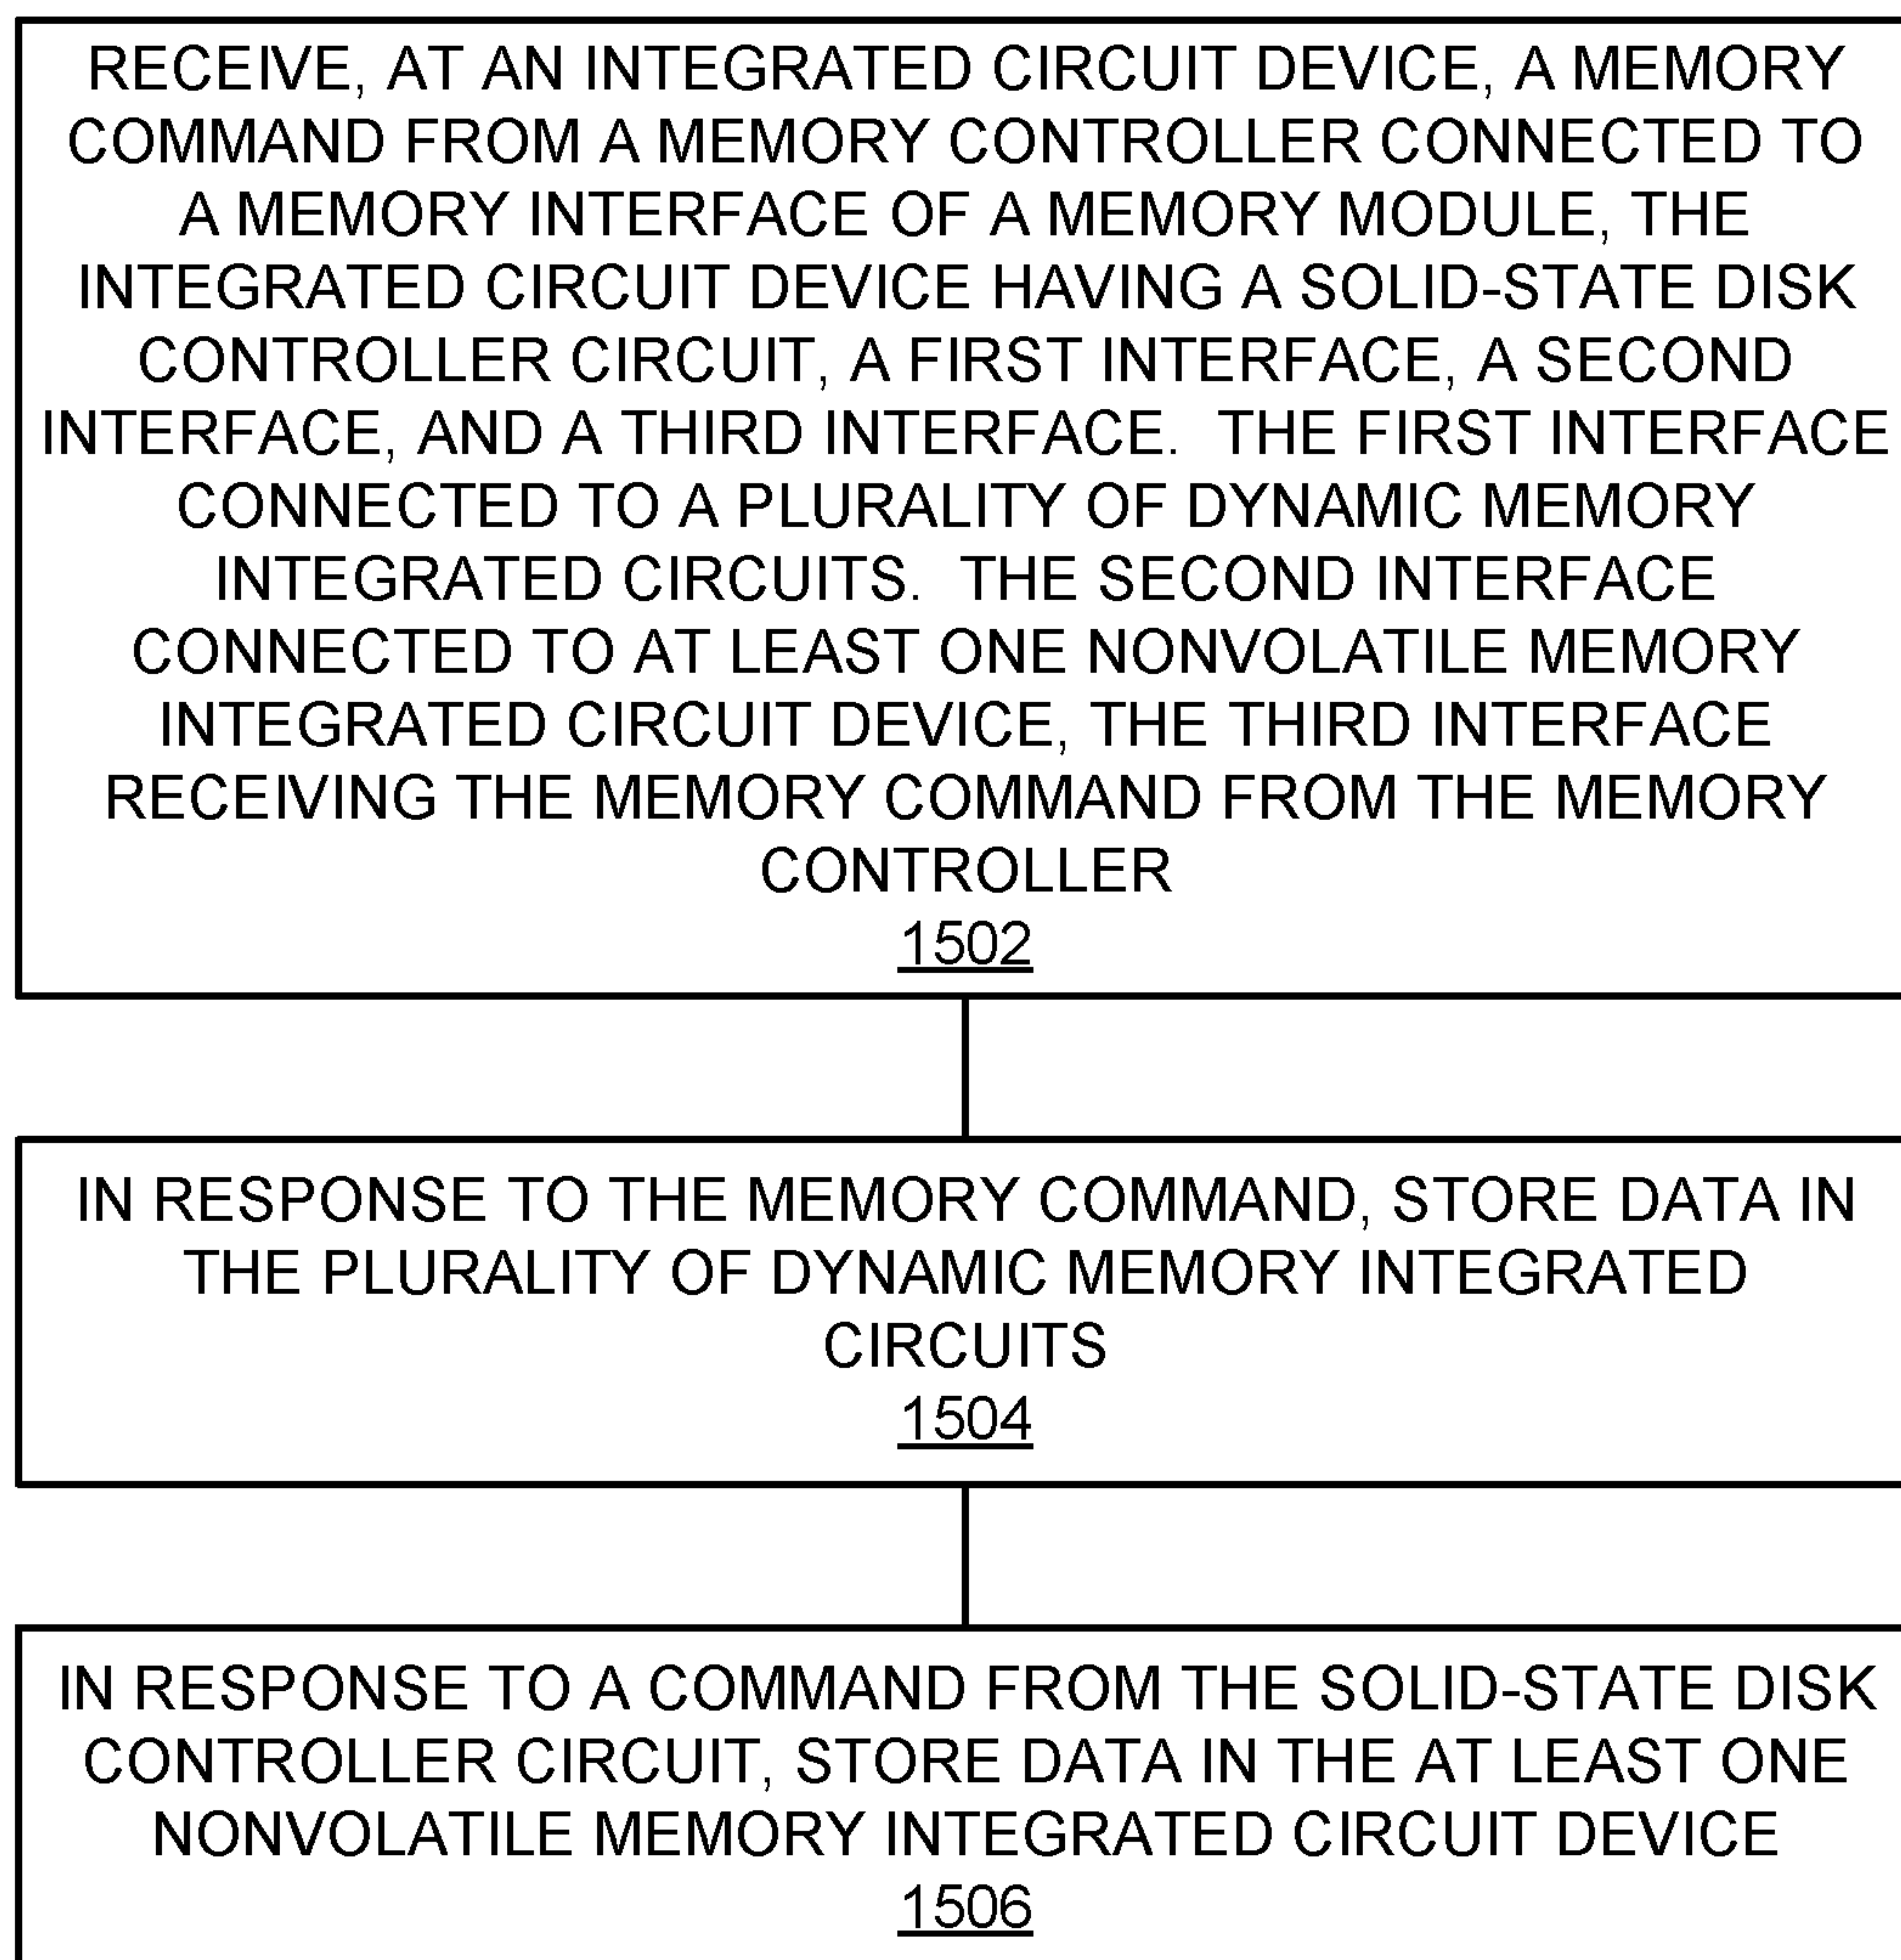 RECEIVE, AT AN INTEGRATED CIRCUIT DEVICE, A MEMORY
COMMAND FROM A MEMORY CONTROLLER CONNECTED TO
A MEMORY INTERFACE OF A MEMORY MODULE, THE
INTEGRATED CIRCUIT DEVICE HAVING A SOLID-STATE DISK
CONTROLLER CIRCUIT, A FIRST INTERFACE, A SECOND
INTERFACE, AND A THIRD INTERFACE. THE FIRST INTERFACE
CONNECTED TO A PLURALITY OF DYNAMIC MEMORY
INTEGRATED CIRCUITS. THE SECOND INTERFACE
CONNECTED TO AT LEAST ONE NONVOLATILE MEMORY
INTEGRATED CIRCUIT DEVICE, THE THIRD INTERFACE
RECEIVING THE MEMORY COMMAND FROM THE MEMORY
CONTROLLER
1502
IN RESPONSE TO THE MEMORY COMMAND, STORE DATA IN
THE PLURALITY OF DYNAMIC MEMORY INTEGRATED
CIRCUITS
1504
IN RESPONSE TO A COMMAND FROM THE SOLID-STATE DISK
CONTROLLER CIRCUIT, STORE DATA IN THE AT LEAST ONE
NONVOLATILE MEMORY INTEGRATED CIRCUIT DEVICE
1506